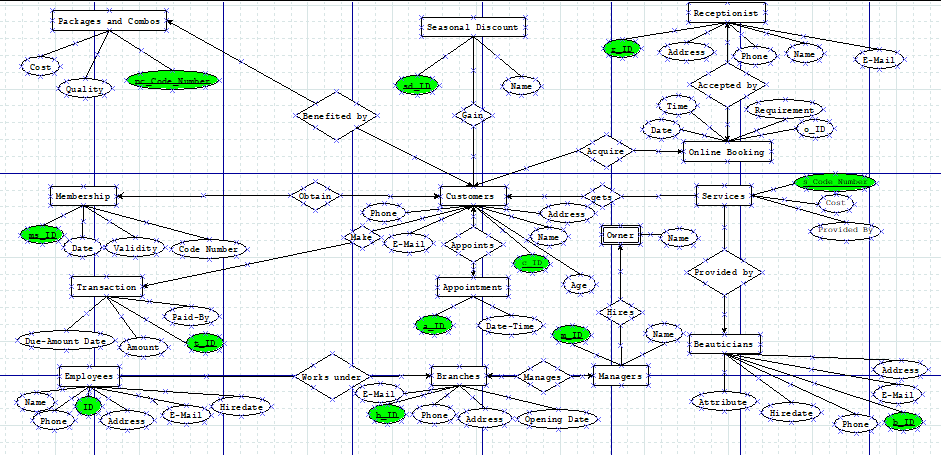 Receptionist
Packages and Combos
Seasonal Discount
r_ID
Address
Phone
Name
E-Mail
Cost
Quality
pc_Code_Number
sd_ID
Name
Accepted by
Time
Requirement
Benefited by
Gain
Date
o_ID
Acquire
Online Booking
s_Code_Number
Membership
Obtain
Customers
gets
Services
Cost
Phone
Address
Provided By
ms_ID
Date
Validity
Code Number
Make
E-Mail
Appoints
Name
Owner
Name
c_ID
Provided by
Transaction
Appointment
Age
Paid-By
Hires
a_ID
Date-Time
m_ID
Name
Due-Amount Date
Amount
t_ID
Beauticians
Employees
Works under
Branches
Manages
Managers
Address
E-Mail
E-Mail
Name
ID
Hiredate
Attribute
Phone
Address
E-Mail
b_ID
Phone
Address
Opening Date
Hiredate
Phone
b_ID